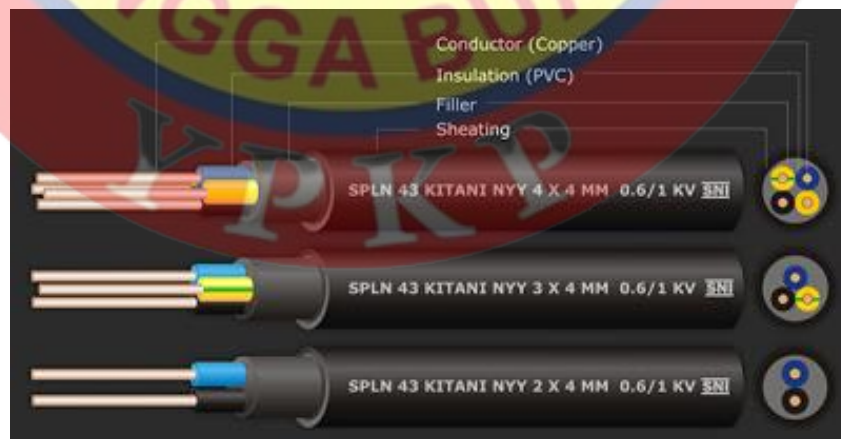 GGA BU
YPKP
Conductor (Copper)
Insulation (PVC)
Filler
Sheating
SPLN 43 KITANI NYY 4 X 4 MM 0.6/1 KV SNI
SPLN 43 KITANI NYY 3 X 4 MM 0.6/1 KV SNI
SPLN 43 KITANI NYY 2 X 4 MM 0.6/1 KV SNI